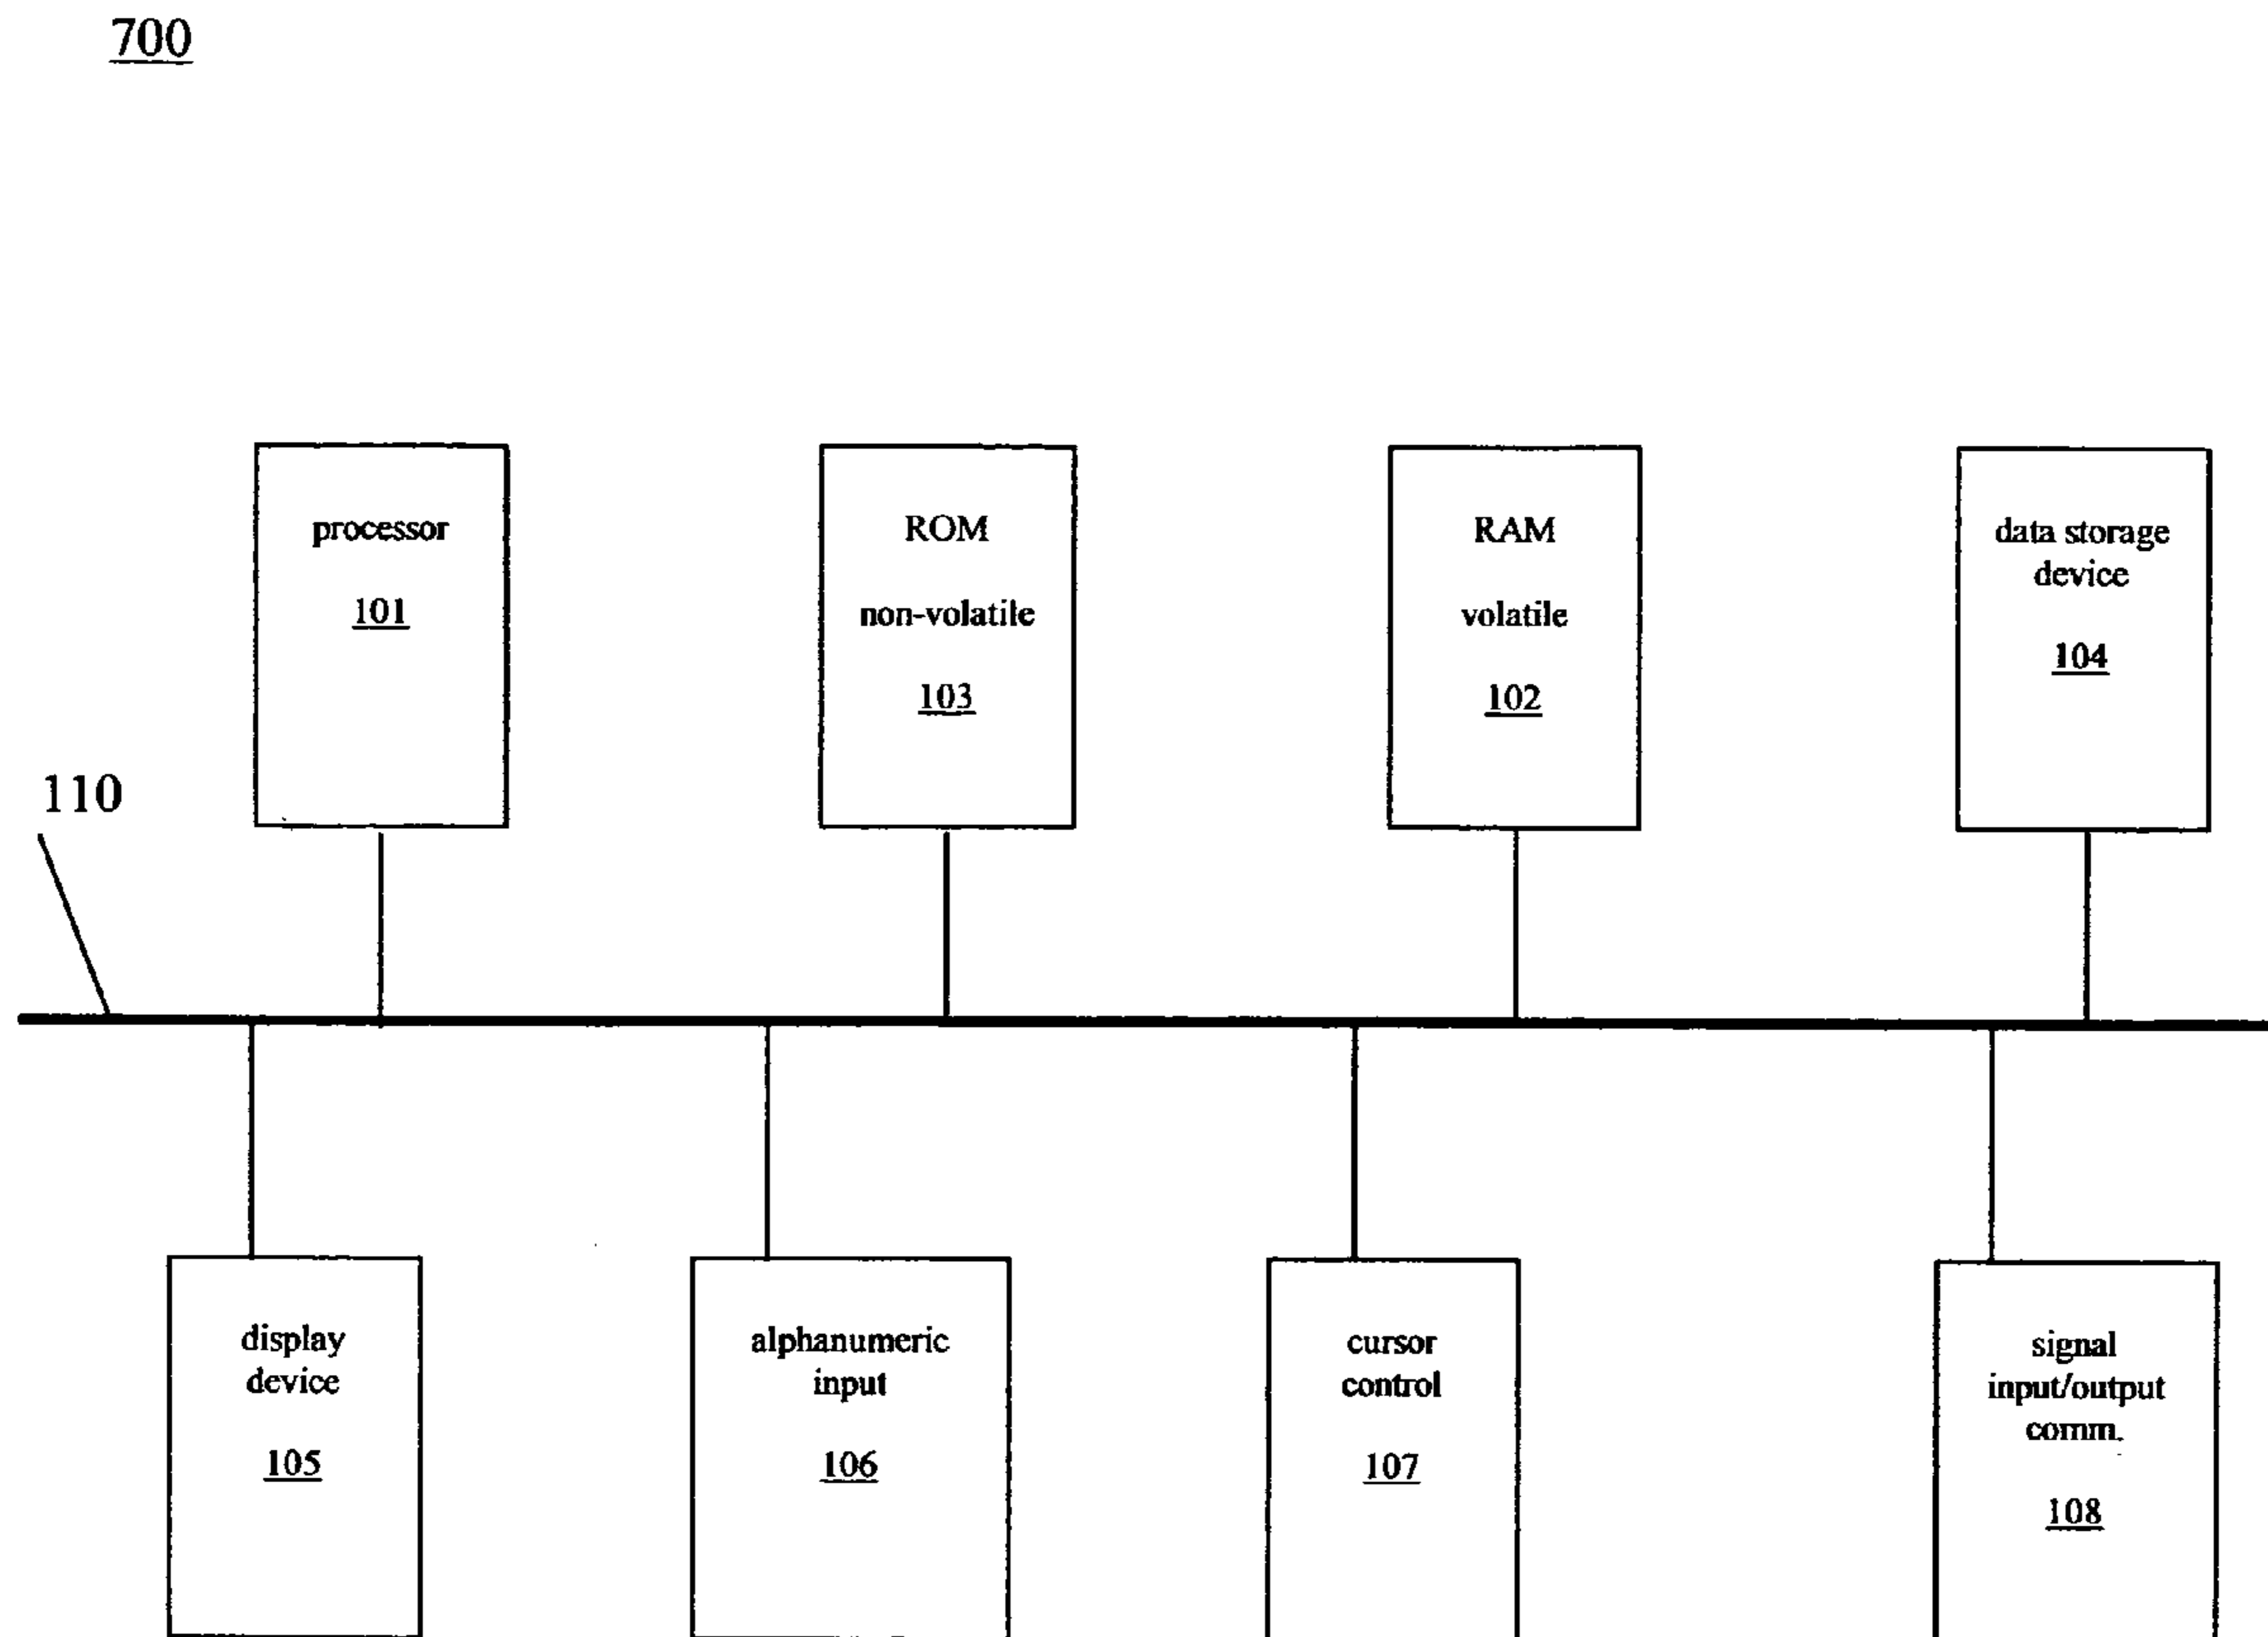 700
processor
101
ROM
non-volatile
103
RAM
volatile
102
data storage
device
104
110
display
device
105
alphanumeric
input
106
cursor
control
107
signal
input/output
comm.
108